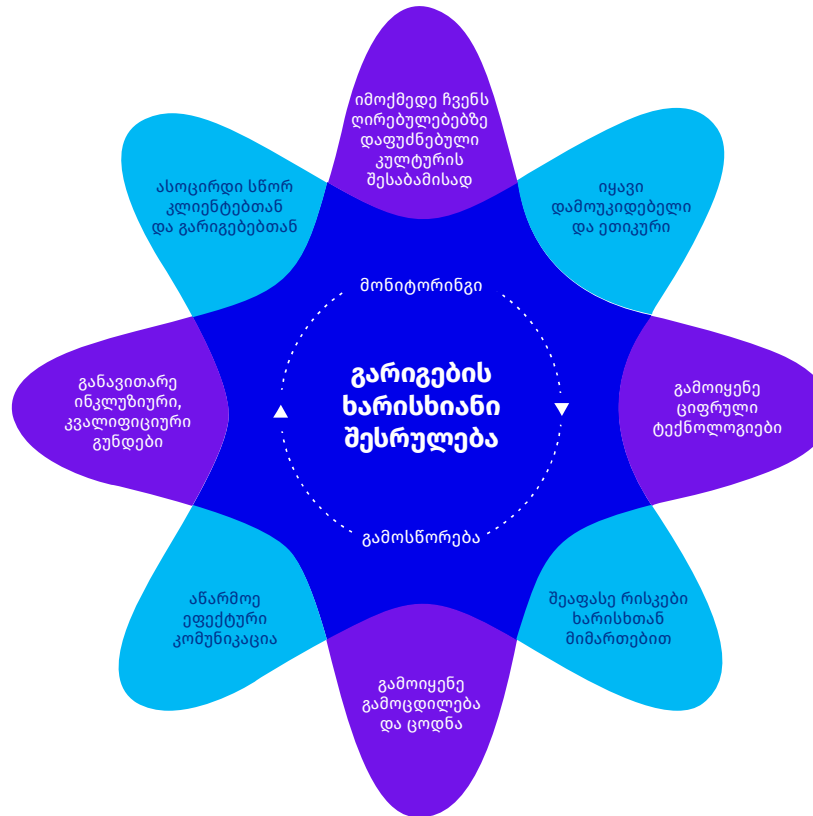 იმოქმედე ჩვენს
ღირებულებებზე
დაფუძნებული
კულტურის
შესაბამისად
იყავი
დამოუკიდებელი
და ეთიკური
გამოიყენე
ციფრული
ტექნოლოგიები
შეაფასე რისკები
ხარისხთან
მიმართებით
გამოიყენე
გამოცდილება
და ცოდნა
აწარმოე
ეფექტური
კომუნიკაცია
განავითარე
ინკლუზიური,
კვალიფიციური
გუნდები
ასოცირდი სწორ
კლიენტებთან
და გარიგებებთან
მონიტორინგი
გარიგების
ხარისხიანი
შესრულება
გამოსწორება